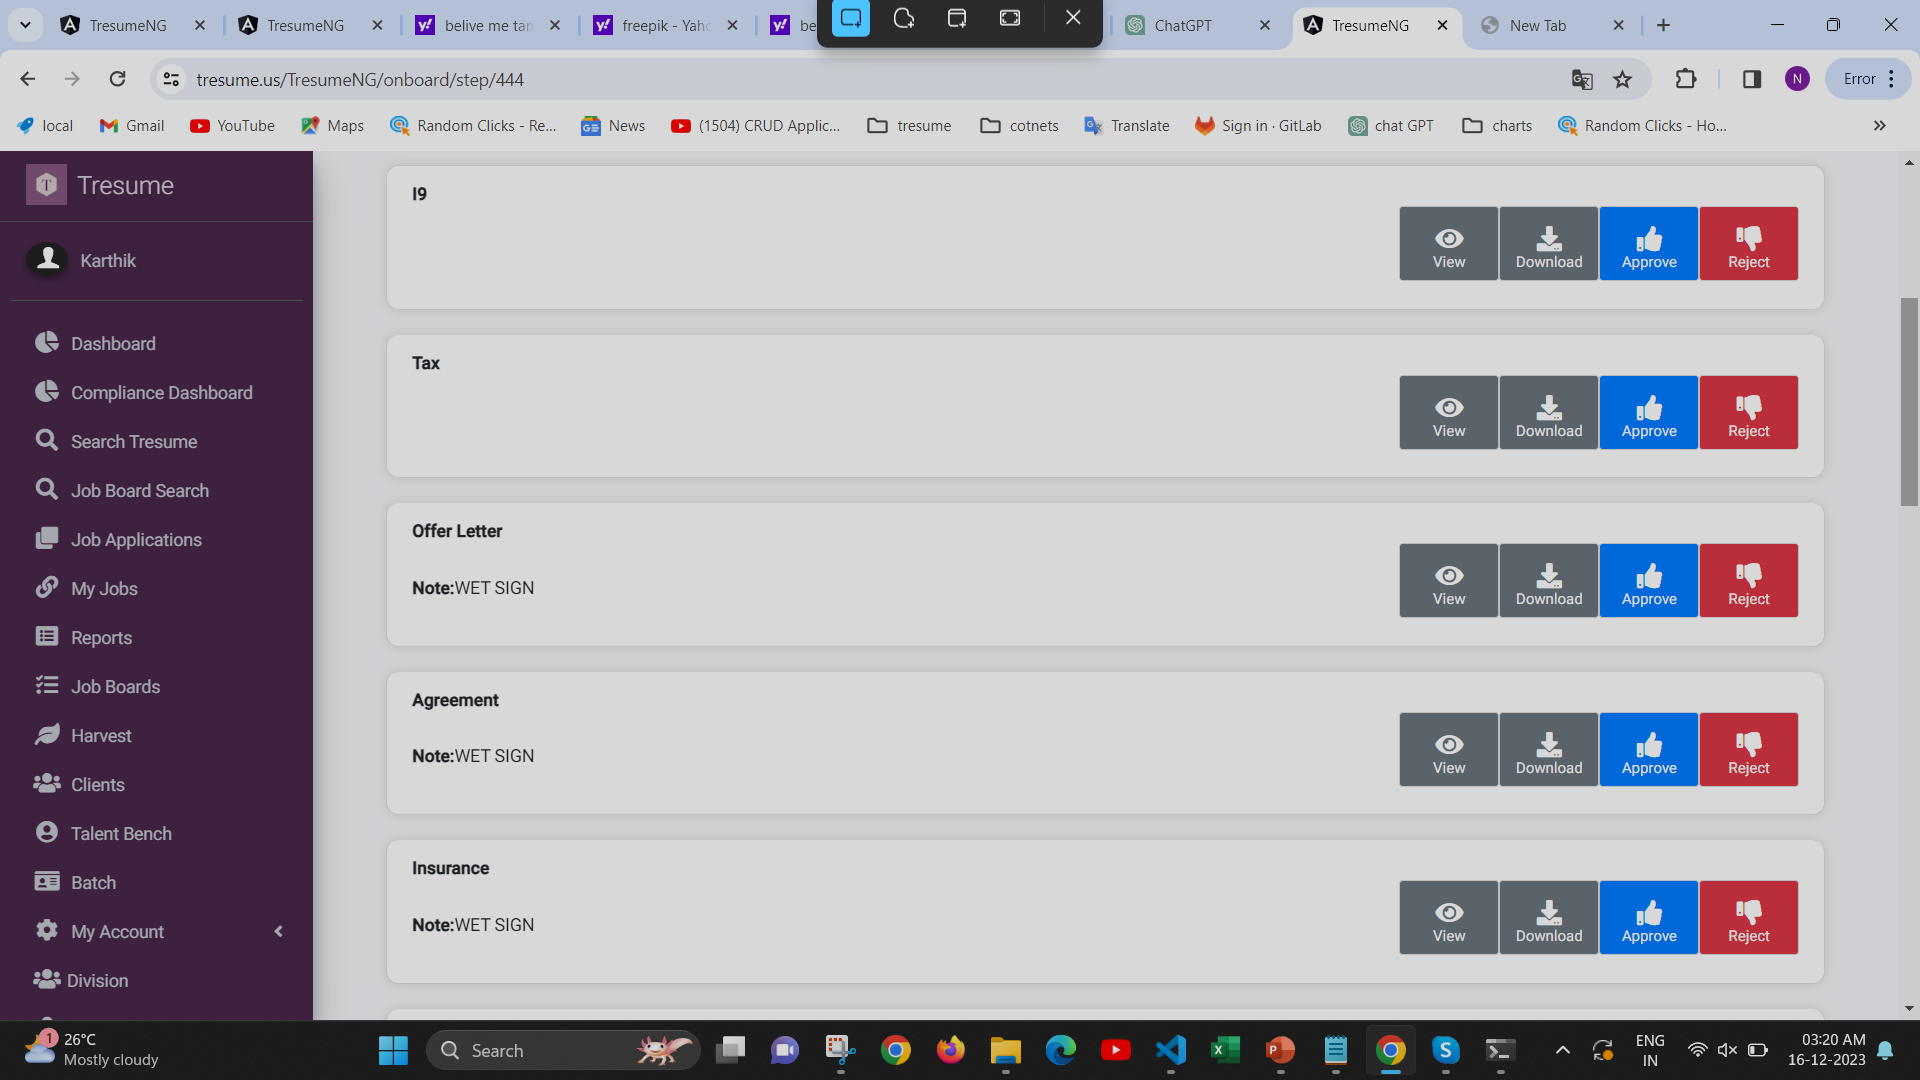 TresumeNG
TresumeNG
belive me tan
freepik - Yaho
be
ChatGPT
TresumeNG
New Tab
tresume.us/TresumeNG/onboard/step/444
N
Error
local
Gmail
YouTube
Maps
Random Clicks - Re...
News
(1504) CRUD Applic...
tresume
cotnets
Translate
Sign in · GitLab
chat GPT
charts
Random Clicks - Ho...
»
T
Tresume
Karthik
Dashboard
Compliance Dashboard
Search Tresume
Job Board Search
Job Applications
My Jobs
Reports
Job Boards
Harvest
Clients
Talent Bench
Batch
My Account
Division
I9
View
Download
Approve
Reject
Tax
View
Download
Approve
Reject
Offer Letter
Note:WET SIGN
View
Download
Approve
Reject
Agreement
Note:WET SIGN
View
Download
Approve
Reject
Insurance
Note:WET SIGN
View
Download
Approve
Reject
1
26°C
Mostly cloudy
Search
ENG
IN
03:20 AM
16-12-2023